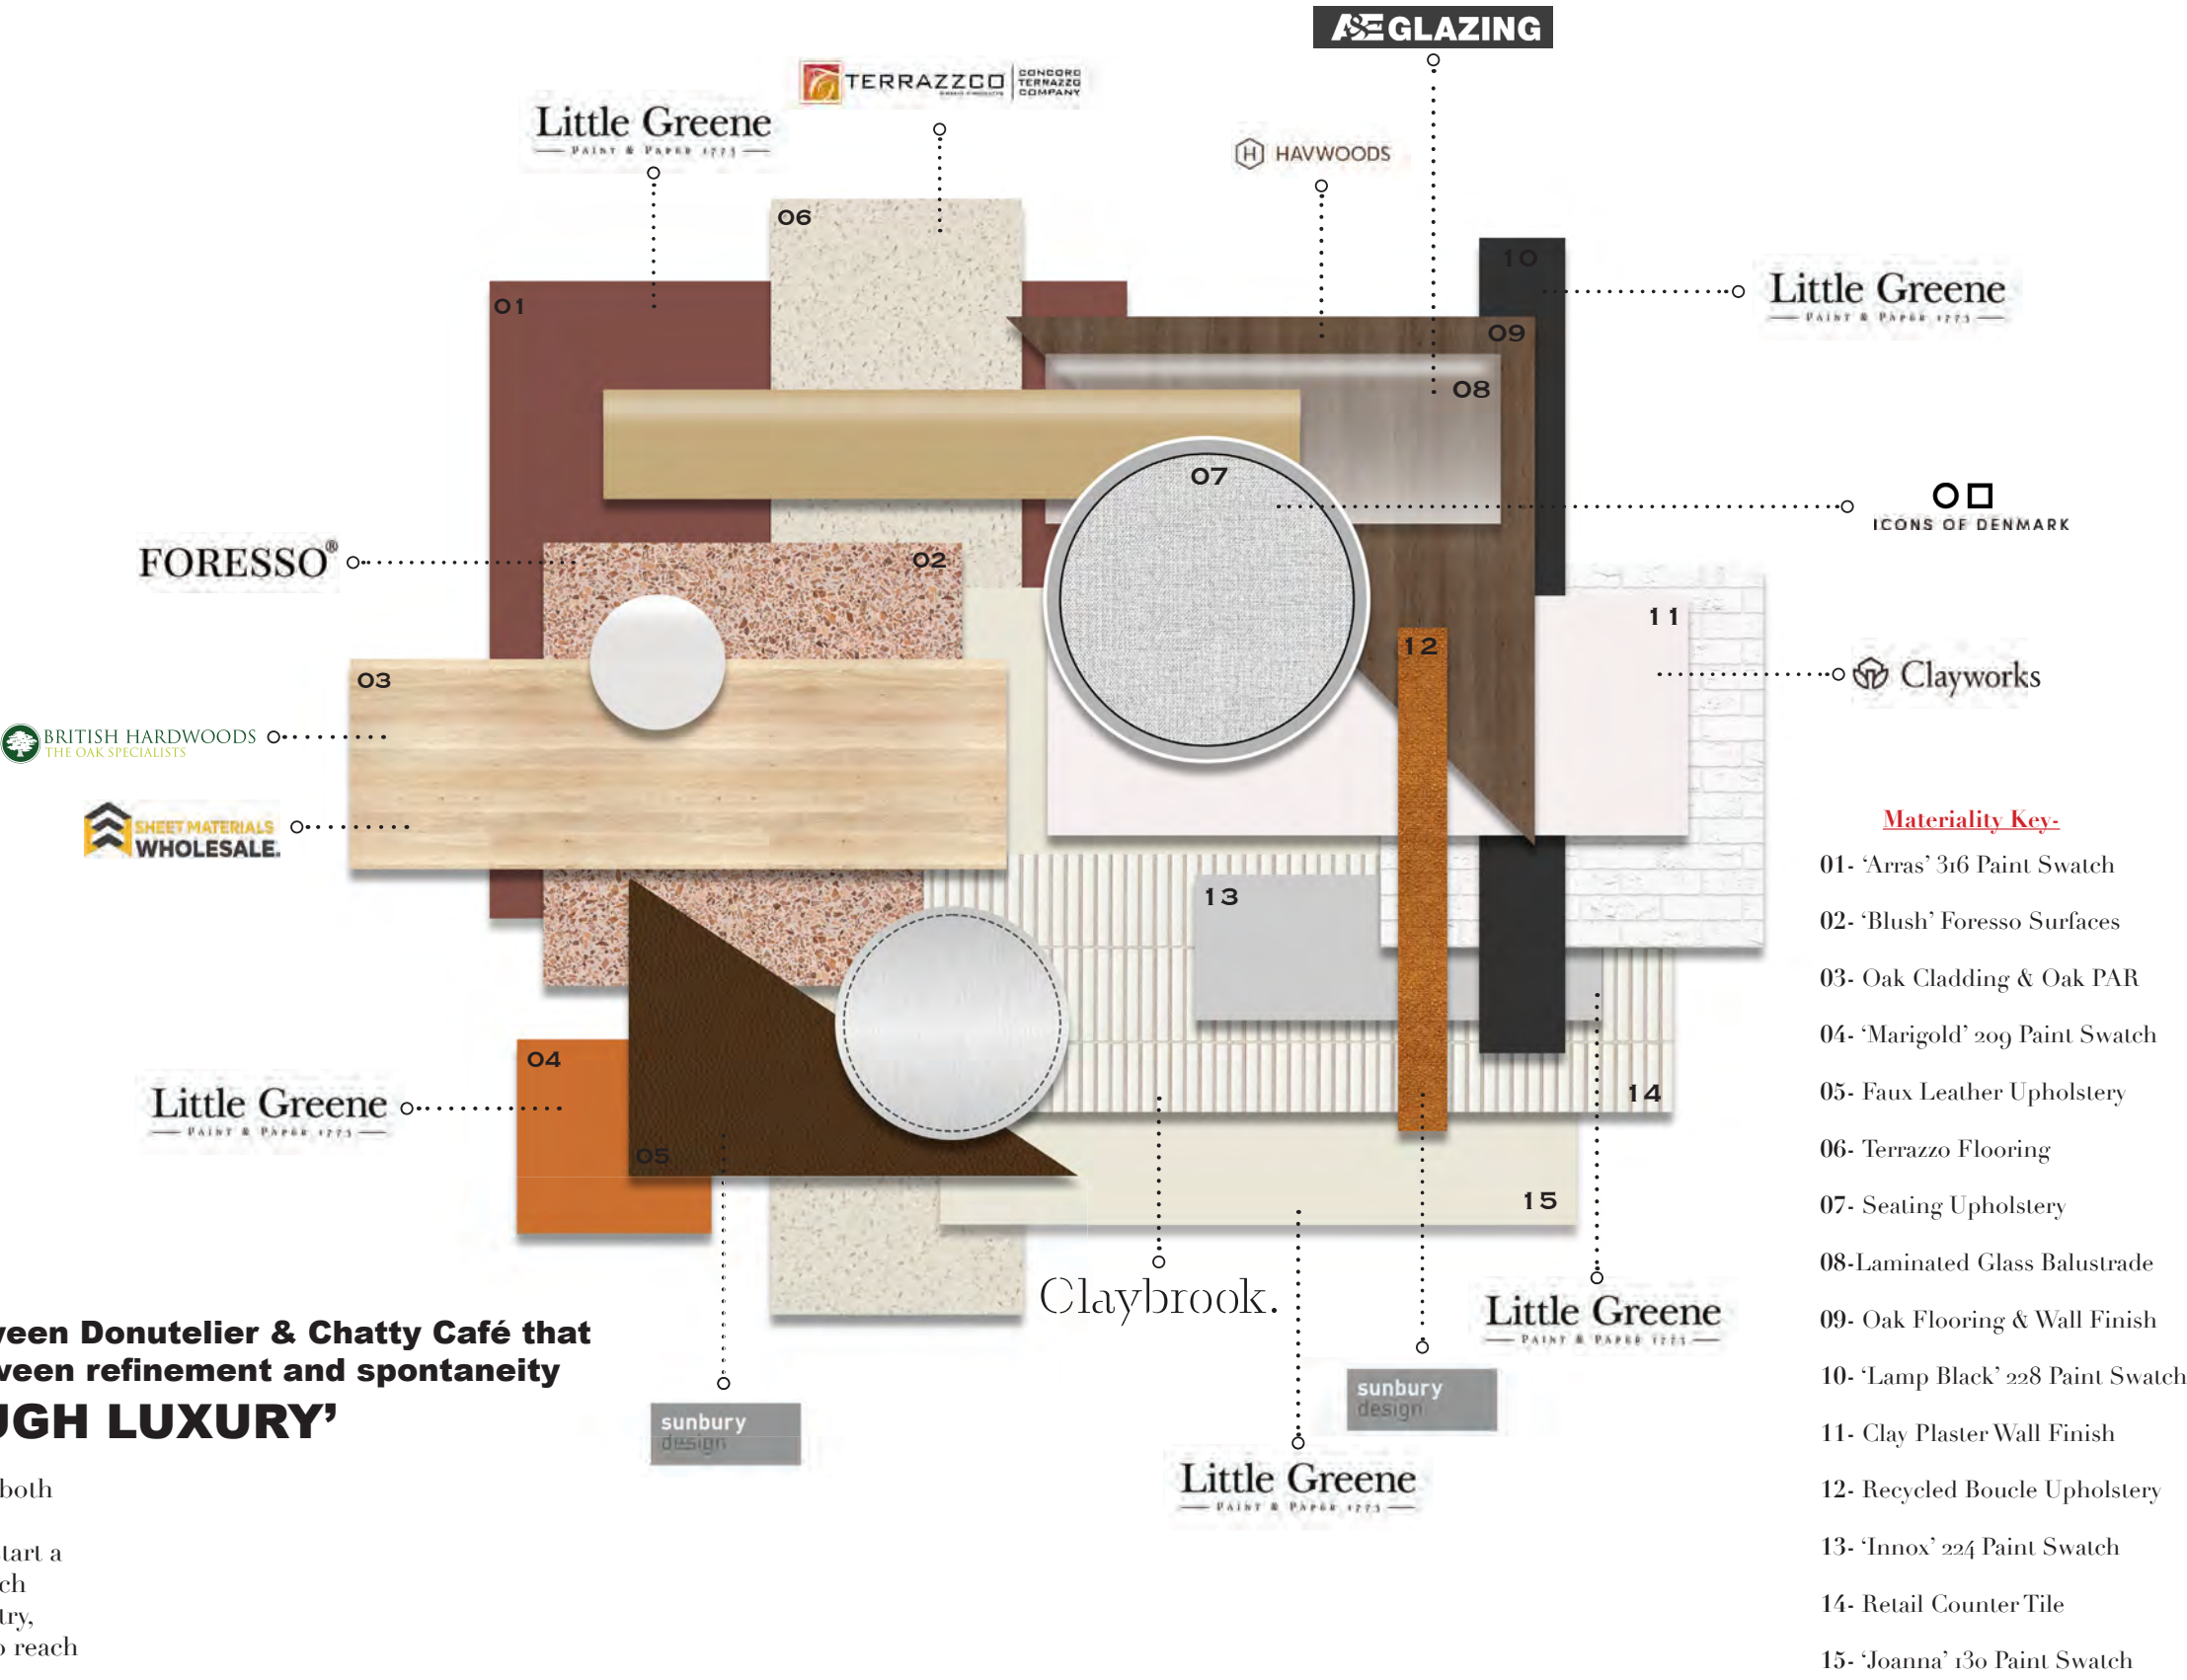 A&E GLAZING
TERRAZZCO
CONCORD
TERRAZZO
COMPANY
Little Greene
PAINT & PAPER 1773
HAVWOODS
06
10
Little Greene
PAINT & PAPER 1773
01
09
08
07
ICONS OF DENMARK
FORESSO®
02
11
12
03
Clayworks
BRITISH HARDWOODS
THE OAK SPECIALISTS
SHEET MATERIALS
WHOLESALE.
13
04
14
Little Greene
PAINT & PAPER 1773
05
15
Claybrook.
Little Greene
PAINT & PAPER 1773
sunbury
design
sunbury
design
Little Greene
PAINT & PAPER 1773
Materiality Key-
01- ‘Arras’ 316 Paint Swatch
02- ‘Blush’ Foresso Surfaces
03- Oak Cladding & Oak PAR
04- ‘Marigold’ 209 Paint Swatch
05- Faux Leather Upholstery
06- Terrazzo Flooring
07- Seating Upholstery
08-Laminated Glass Balustrade
09- Oak Flooring & Wall Finish
10- ‘Lamp Black’ 228 Paint Swatch
11- Clay Plaster Wall Finish
12- Recycled Boucle Upholstery
13- ‘Innox’ 224 Paint Swatch
14- Retail Counter Tile
15- ‘Joanna’ 130 Paint Swatch
veen Donutelier & Chatty Café that
veen refinement and spontaneity
UGH LUXURY’
both
tart a
ch
try,
o reach